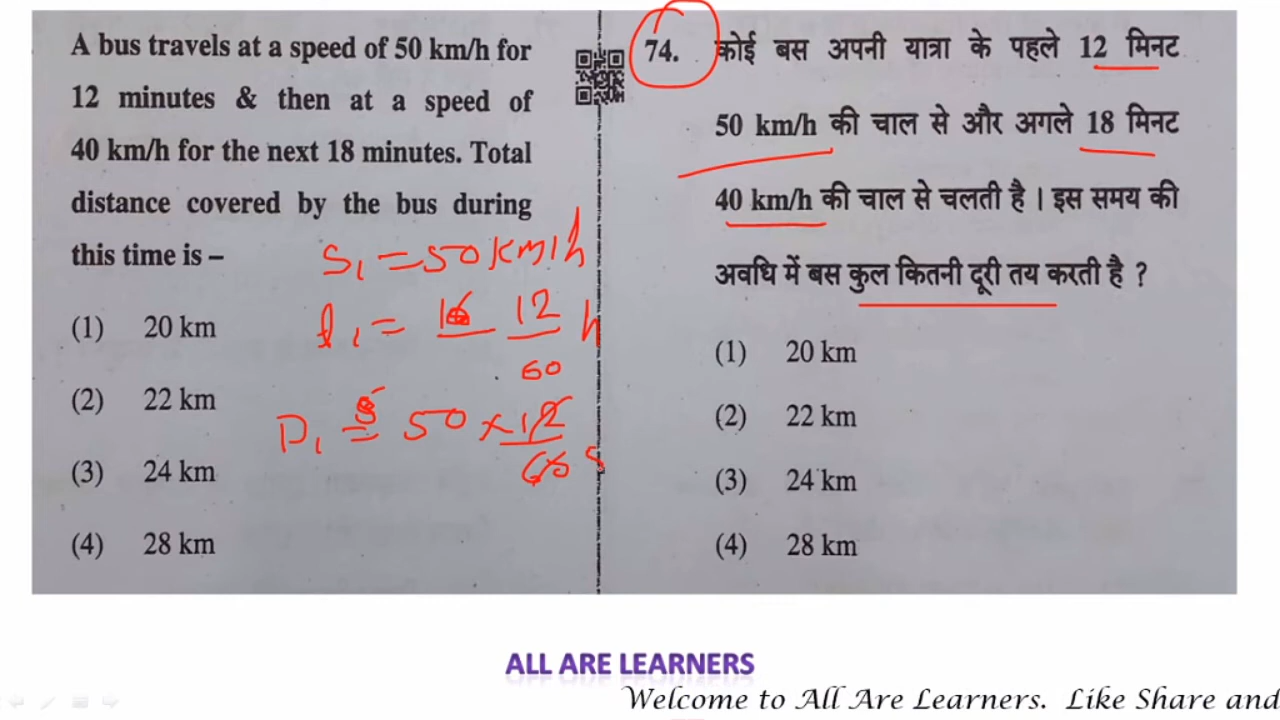 A bus travels at a speed of 50 km/h for
12 minutes & then at a speed of
40 km/h for the next 18 minutes. Total
distance covered by the bus during
this time is –
(1) 20 km
(2) 22 km
(3) 24 km
(4) 28 km
S₁ = 50 km/h
t₁ = 12/60 h
D₁ = 50 × 12/60 5
74. कोई बस अपनी यात्रा के पहले 12 मिनट
50 km/h की चाल से और अगले 18 मिनट
40 km/h की चाल से चलती है । इस समय की
अवधि में बस कुल कितनी दूरी तय करती है ?
(1) 20 km
(2) 22 km
(3) 24 km
(4) 28 km
ALL ARE LEARNERS
Welcome to All Are Learners. Like Share and